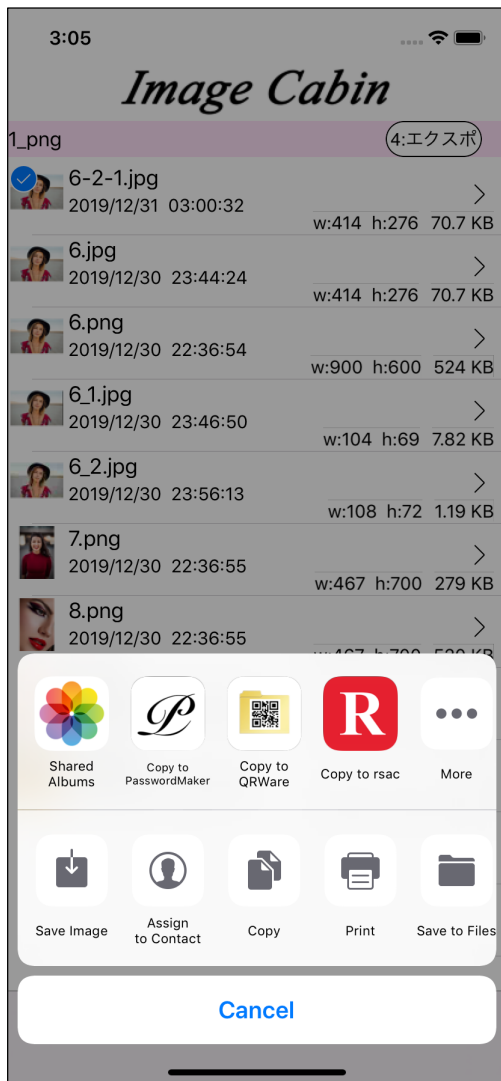 3:05
Image Cabin
1_png
4:エクスポ
6-2-1.jpg
2019/12/31 03:00:32
w:414 h:276 70.7 KB
6.jpg
2019/12/30 23:44:24
w:414 h:276 70.7 KB
6.png
2019/12/30 22:36:54
w:900 h:600 524 KB
6_1.jpg
2019/12/30 23:46:50
w:104 h:69 7.82 KB
6_2.jpg
2019/12/30 23:56:13
w:108 h:72 1.19 KB
7.png
2019/12/30 22:36:55
w:467 h:700 279 KB
8.png
2019/12/30 22:36:55
Shared Albums
Copy to PasswordMaker
Copy to QRWare
R
Copy to rsac
More
Save Image
Assign to Contact
Copy
Print
Save to Files
Cancel